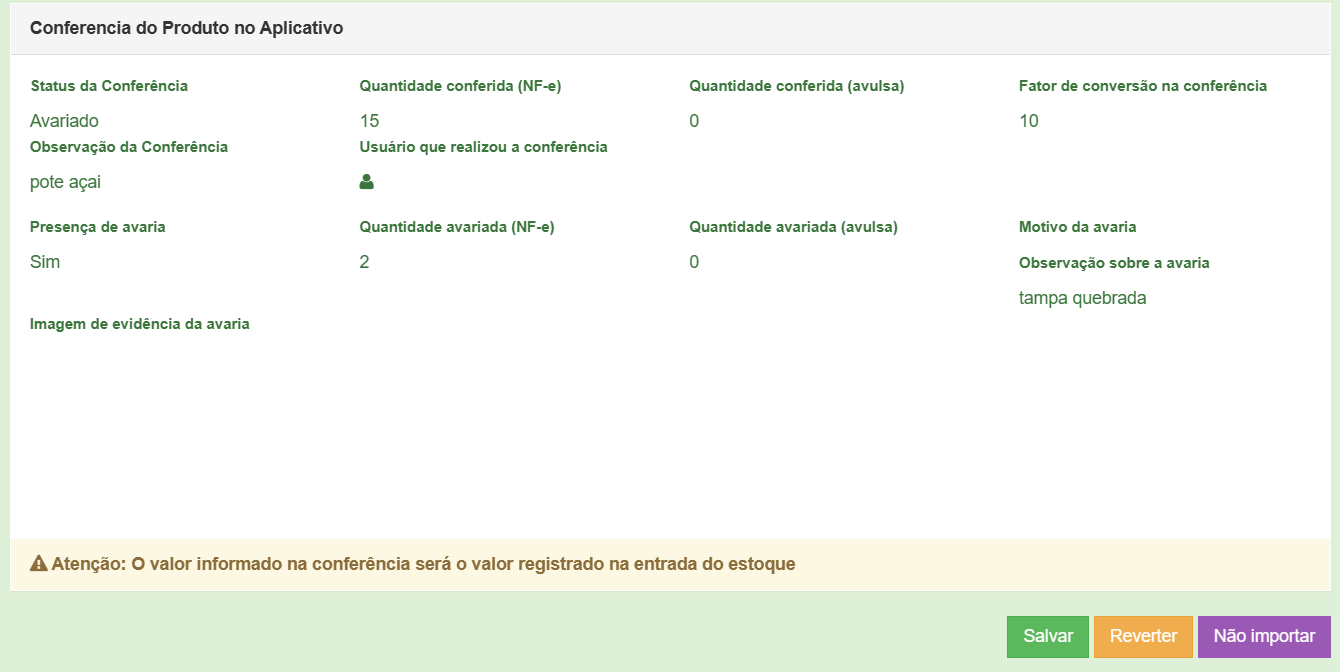 Conferencia do Produto no Aplicativo
Status da Conferência
Quantidade conferida (NF-e)
Quantidade conferida (avulsa)
Fator de conversão na conferência
Avariado
15
0
10
Observação da Conferência
Usuário que realizou a conferência
pote açai
Presença de avaria
Quantidade avariada (NF-e)
Quantidade avariada (avulsa)
Motivo da avaria
Sim
2
0
Observação sobre a avaria
tampa quebrada
Imagem de evidência da avaria
Atenção: O valor informado na conferência será o valor registrado na entrada do estoque
Salvar
Reverter
Não importar